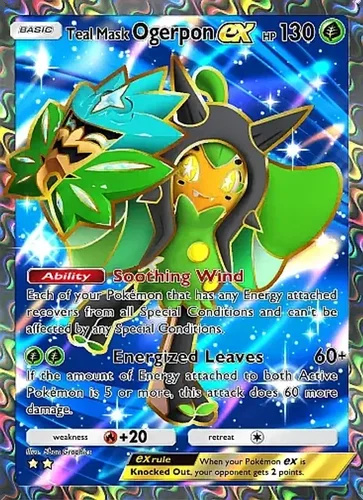 BASIC Teal Mask Ogerpon ex HP 130
Ability Soothing Wind
Each of your Pokémon that has any Energy attached
recovers from all Special Conditions and can't be
affected by any Special Conditions.
Energized Leaves 60+
If the amount of Energy attached to both Active
Pokémon is 5 or more, this attack does 60 more
damage.
weakness +20 retreat
Illus.
ex rule When your Pokémon ex is
Knocked Out, your opponent gets 2 points.